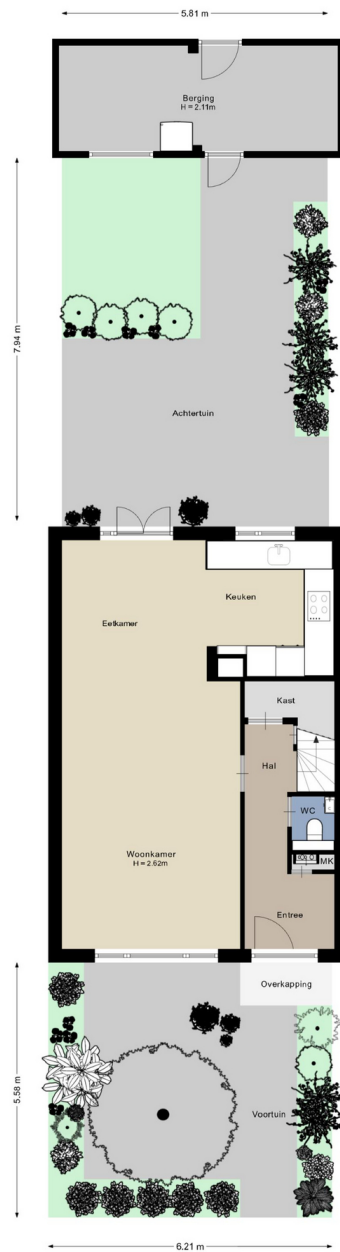 5.81 m
Berging
H = 2.11m
7.94 m
Achtertuin
Keuken
Eetkamer
Kast
Hal
WC
Woonkamer
H = 2.62m
MK
Entree
Overkapping
5.58 m
Voortuin
6.21 m